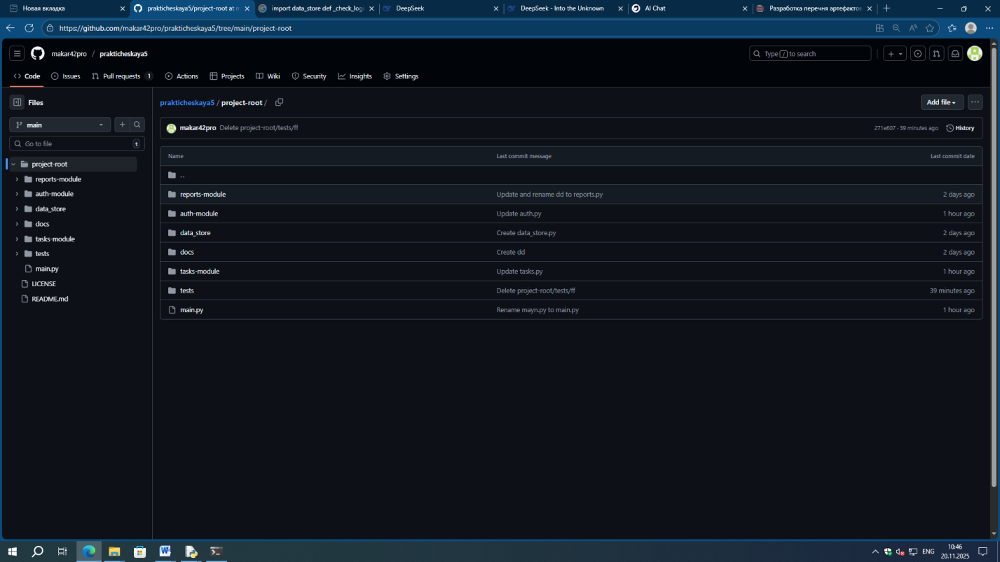 Новая вкладка
prakticheskaya5/project-root at m
import data_store def _check_logi
DeepSeek
DeepSeek - Into the Unknown
AI Chat
Разработка перечня артефактов
https://github.com/makar42pro/prakticheskaya5/tree/main/project-root
makar42pro / prakticheskaya5
Type / to search
Code
Issues
Pull requests 1
Actions
Projects
Wiki
Security
Insights
Settings
Files
main
Go to file
t
project-root
reports-module
auth-module
data_store
docs
tasks-module
tests
main.py
LICENSE
README.md
prakticheskaya5 / project-root /
Add file
makar42pro Delete project-root/tests/ff
271e607 · 39 minutes ago
History
Name Last commit message Last commit date
..
reports-module Update and rename dd to reports.py 2 days ago
auth-module Update auth.py 1 hour ago
data_store Create data_store.py 2 days ago
docs Create dd 2 days ago
tasks-module Update tasks.py 1 hour ago
tests Delete project-root/tests/ff 39 minutes ago
main.py Rename mayn.py to main.py 1 hour ago
ENG
10:46
20.11.2025